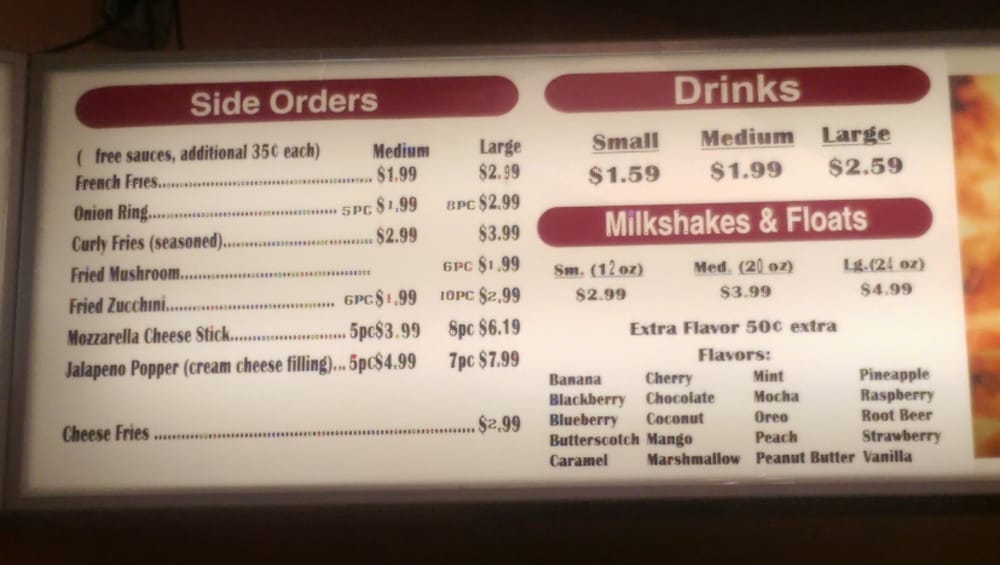 Side Orders
( free sauces, additional 35¢ each) Medium Large
French Fries........ $1.99 $2.99
Onion Ring........ 5PC $1.99 8PC $2.99
Curly Fries (seasoned)........ $2.99 $3.99
Fried Mushroom........ 6PC $1.99
Fried Zucchini........ 6PC $1.99 10PC $2.99
Mozzarella Cheese Stick........ 5pc $3.99 8pc $6.19
Jalapeno Popper (cream cheese filling)... 5pc $4.99 7pc $7.99
Cheese Fries ........ $2.99
Drinks
Small Medium Large
$1.59 $1.99 $2.59
Milkshakes & Floats
Sm. (12 oz) Med. (20 oz) Lg.(24 oz)
$2.99 $3.99 $4.99
Extra Flavor 50¢ extra
Flavors:
Banana Cherry Mint Pineapple
Blackberry Chocolate Mocha Raspberry
Blueberry Coconut Oreo Root Beer
Butterscotch Mango Peach Strawberry
Caramel Marshmallow Peanut Butter Vanilla